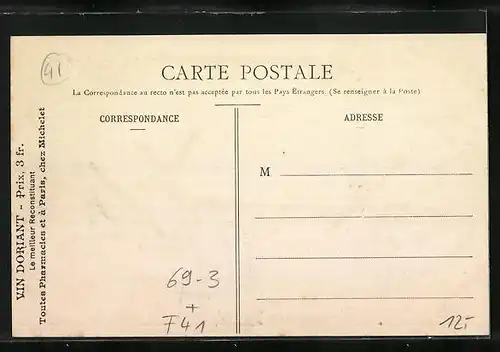 41
CARTE POSTALE
La Correspondance au recto n'est pas acceptée par tous les Pays Étrangers. (Se renseigner à la Poste)
CORRESPONDANCE
ADRESSE
M
VIN DORIANT - Prix, 3 fr.
Le meilleur Reconstituant
Toutes Pharmacies et à Paris, chez Michelet
69-3
+
F41
12-